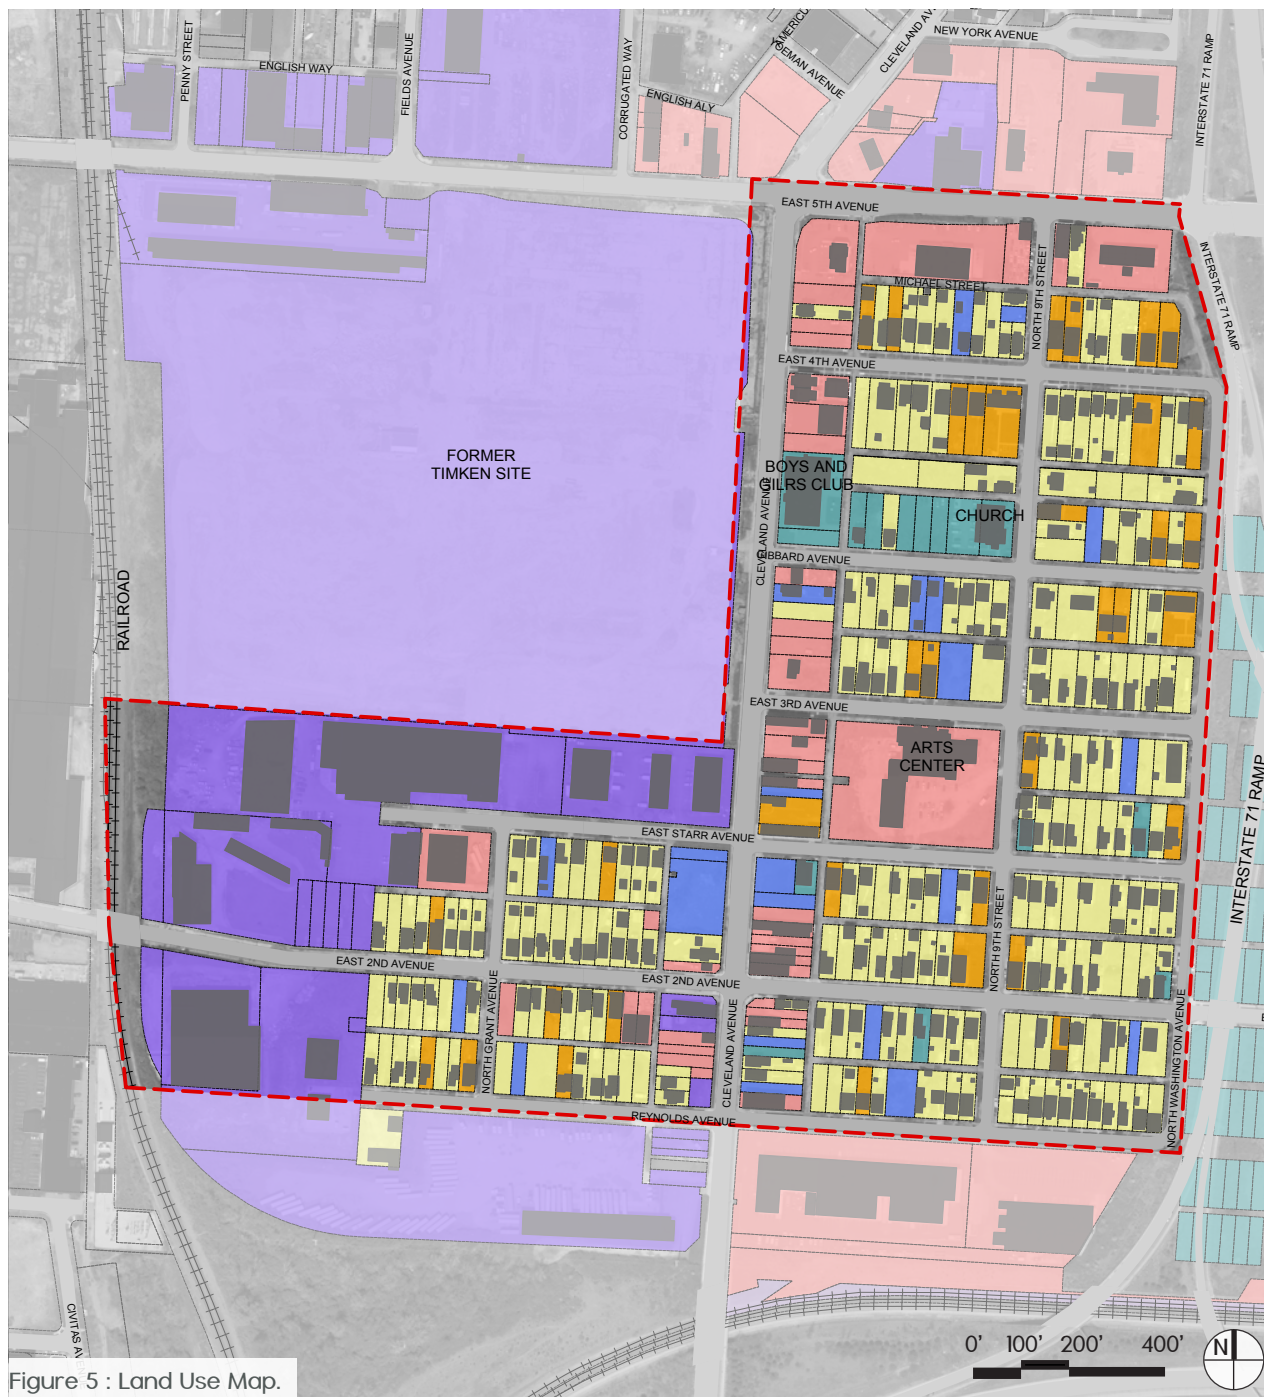 NEW YORK AVENUE
PENNY STREET
ENGLISH WAY
FIELDS AVENUE
CORRUGATED WAY
YOEMAN AVENUE
CLEVELAND AV
ENGLISH ALY
INTERSTATE 71 RAMP
EAST 5TH AVENUE
INTERSTATE 71 RAMP
NORTH 9TH STREET
MICHAEL STREET
EAST 4TH AVENUE
FORMER
TIMKEN SITE
BOYS AND
GILRS CLUB
CLEVELAND AVENUE
CHURCH
GIBBARD AVENUE
RAILROAD
EAST 3RD AVENUE
ARTS
CENTER
EAST STARR AVENUE
INTERSTATE 71 RAMP
NORTH 9TH STREET
EAST 2ND AVENUE
EAST 2ND AVENUE
NORTH GRANT AVENUE
CLEVELAND AVENUE
NORTH WASHINGTON AVENUE
REYNOLDS AVENUE
CIVITAS AVE
0' 100' 200' 400'
N
Figure 5 : Land Use Map.